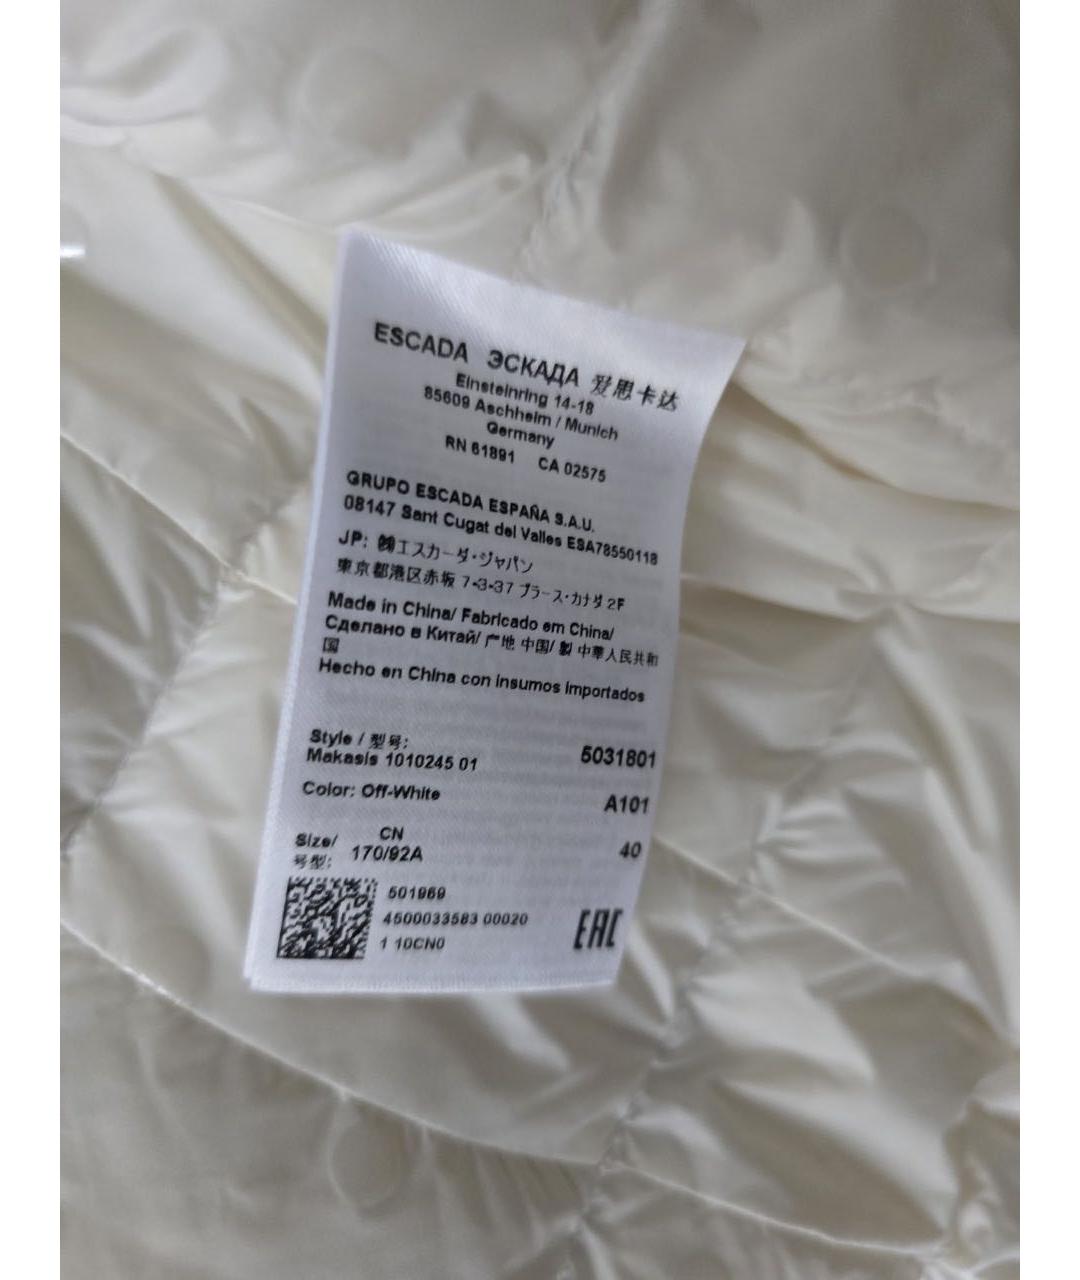 ESCADA ЭСКАДА 爱思卡达
Einsteinring 14-18
85609 Aschheim / Munich
Germany
RN 61891 CA 02575
GRUPO ESCADA ESPAÑA S.A.U.
08147 Sant Cugat del Valles ESA78550118
JP: ㈱エスカーダ・ジャパン
東京都港区赤坂 7-3-37 プラース・カナダ 2F
Made in China/ Fabricado em China/
Сделано в Китай/ 产地 中国/ 製 中華人民共和
国
Hecho en China con insumos importados
Style / 型号: 5031801
Makasis 1010245 01
Color: Off-White A101
CN
Size/ 170/92A 40
号型:
501969
4500033583 00020
1 10CN0
EAC